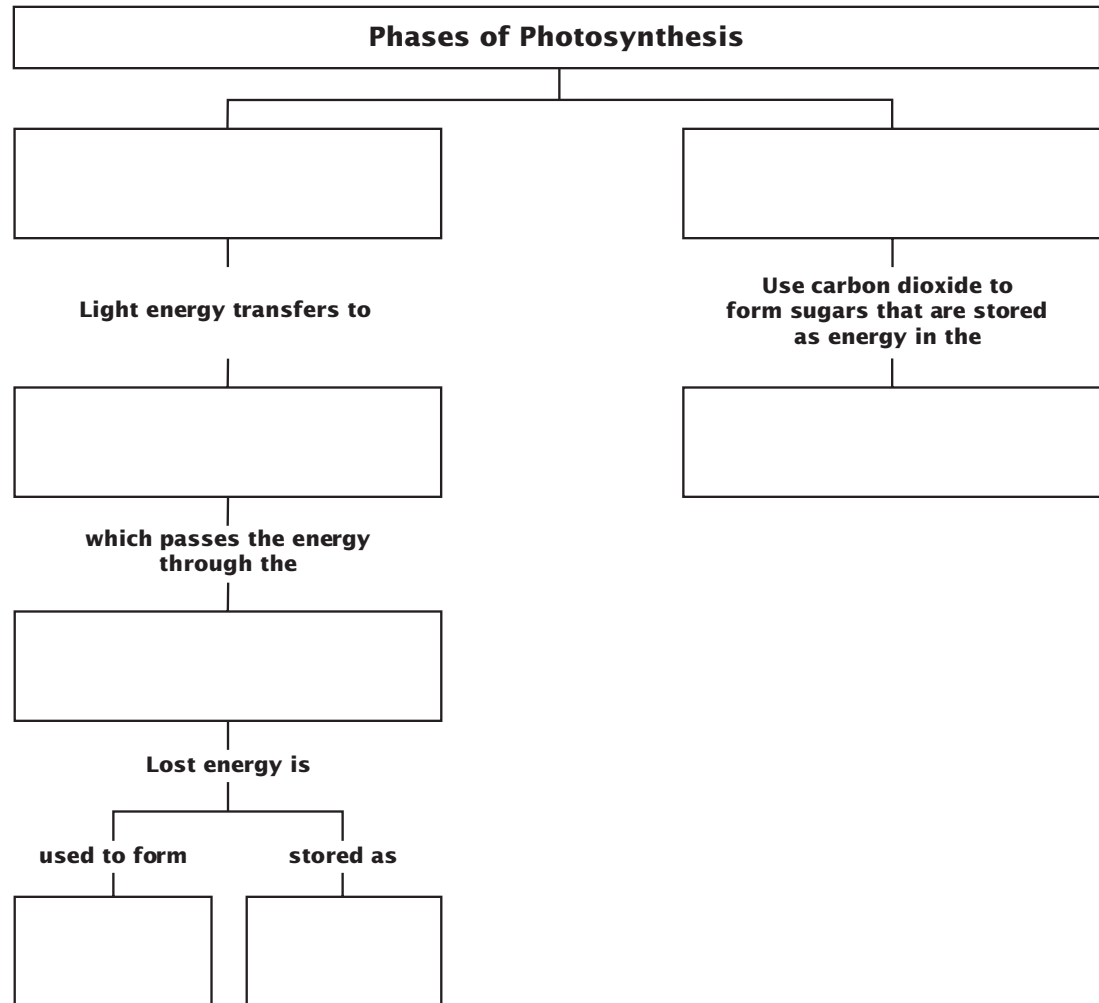 Phases of Photosynthesis
Light energy transfers to
Use carbon dioxide to
form sugars that are stored
as energy in the
which passes the energy
through the
Lost energy is
used to form
stored as